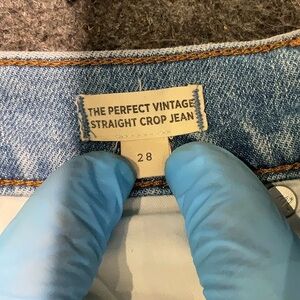 THE PERFECT VINTAGE
STRAIGHT CROP JEAN
28